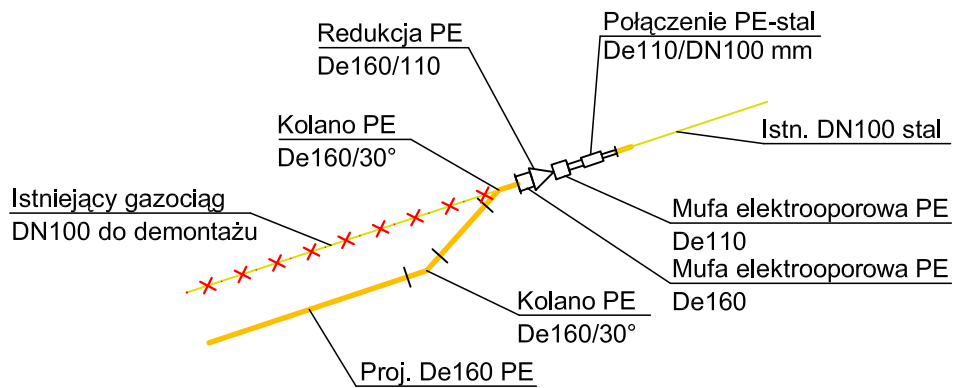 Redukcja PE
De160/110
Połączenie PE-stal
De110/DN100 mm
Kolano PE
De160/30°
Istn. DN100 stal
Istniejący gazociąg
DN100 do demontażu
Mufa elektrooporowa PE
De110
Mufa elektrooporowa PE
De160
Kolano PE
De160/30°
Proj. De160 PE